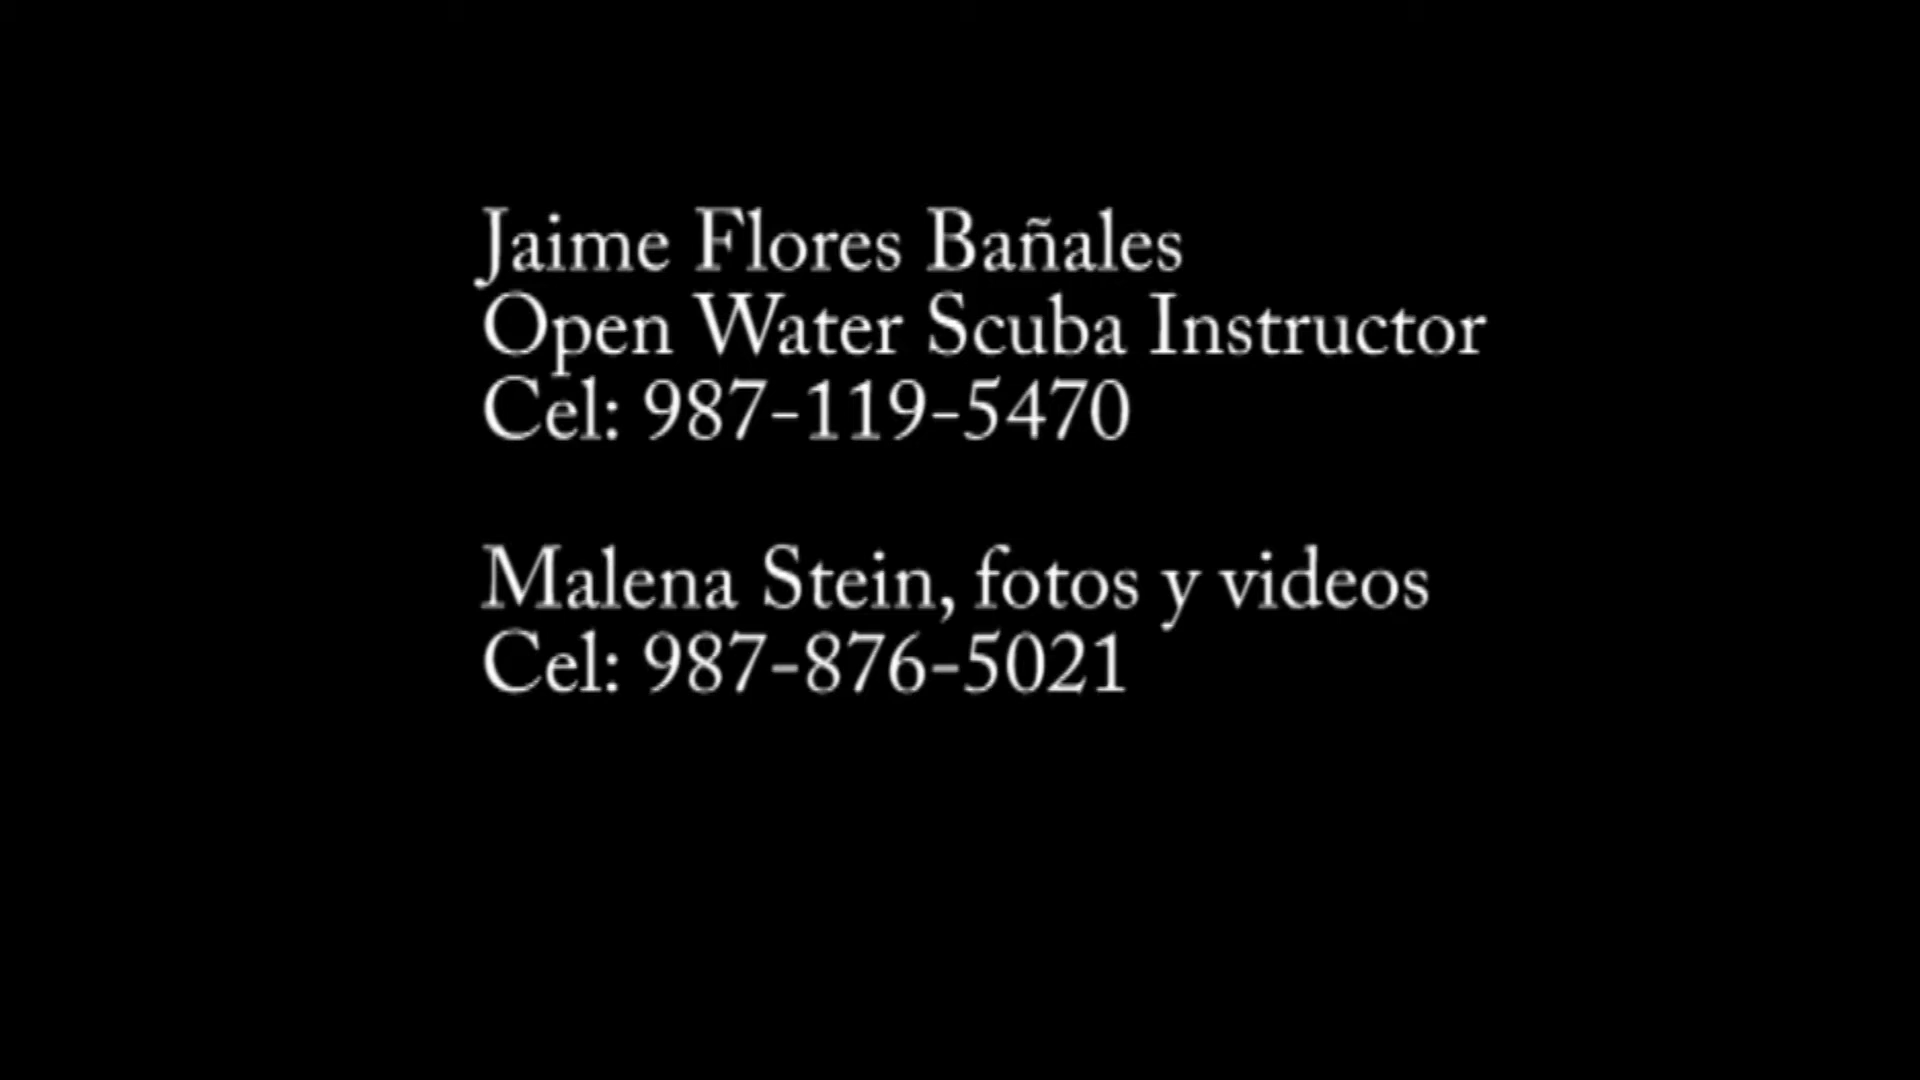 Jaime Flores Bañales
Open Water Scuba Instructor
Cel: 987-119-5470
Malena Stein, fotos y videos
Cel: 987-876-5021